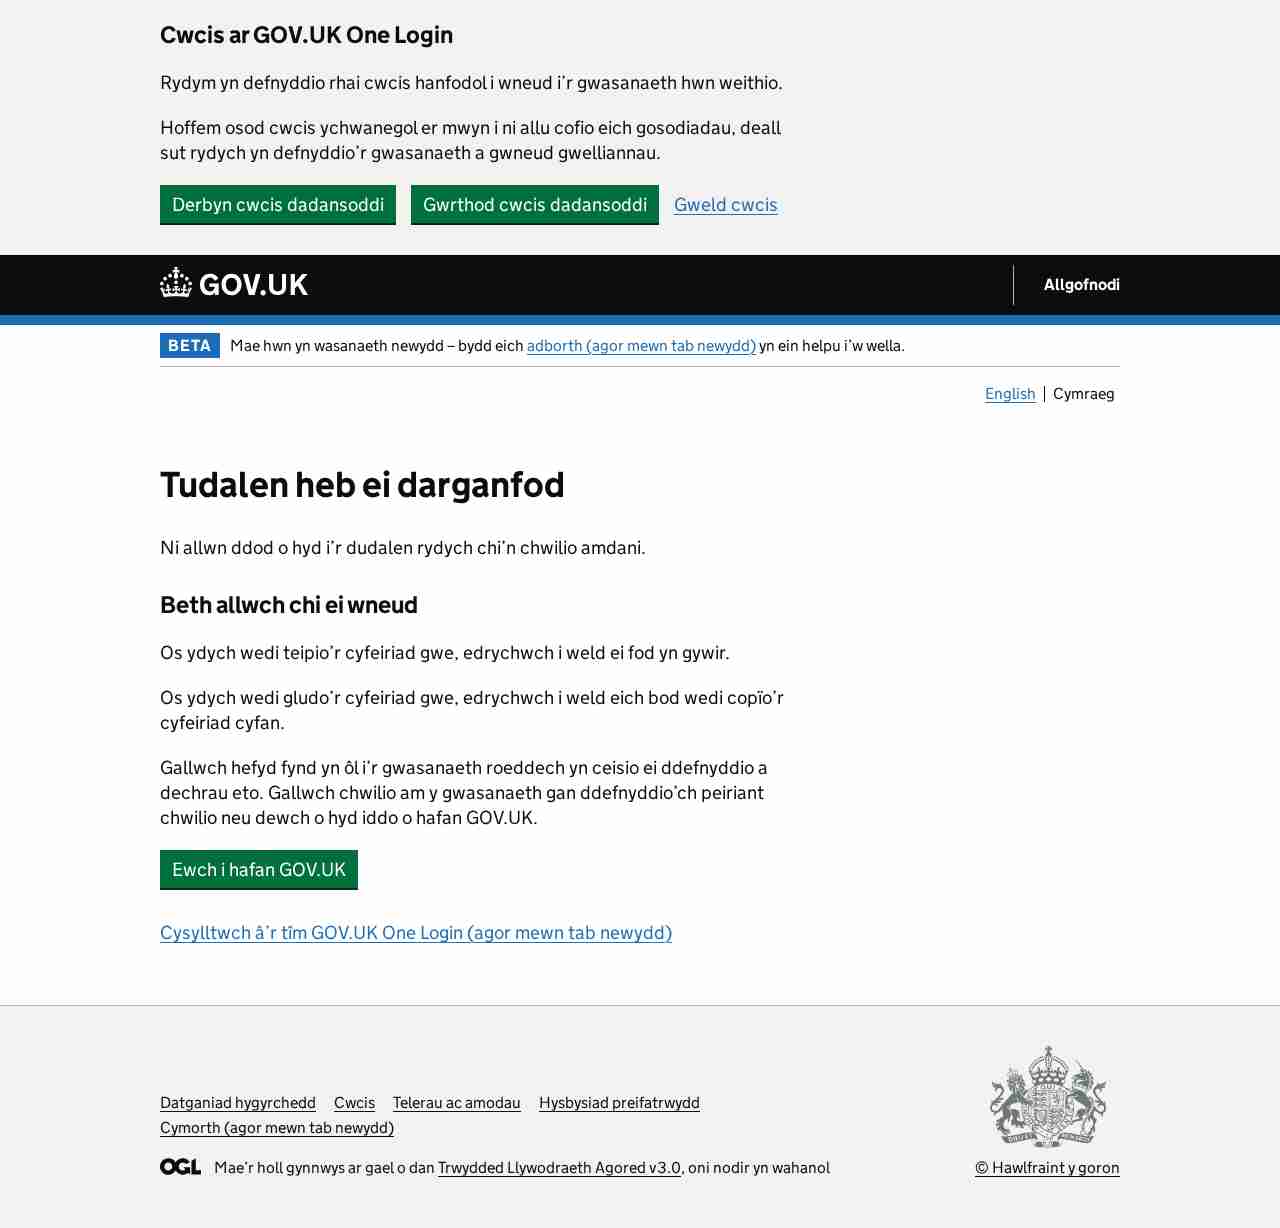 Cwcis ar GOV.UK One Login
Rydym yn defnyddio rhai cwcis hanfodol i wneud i’r gwasanaeth hwn weithio.
Hoffem osod cwcis ychwanegol er mwyn i ni allu cofio eich gosodiadau, deall
sut rydych yn defnyddio’r gwasanaeth a gwneud gwelliannau.
Derbyn cwcis dadansoddi Gwrthod cwcis dadansoddi Gweld cwcis
GOV.UK Allgofnodi
BETA Mae hwn yn wasanaeth newydd – bydd eich adborth (agor mewn tab newydd) yn ein helpu i’w wella.
English Cymraeg
Tudalen heb ei darganfod
Ni allwn ddod o hyd i’r dudalen rydych chi’n chwilio amdani.
Beth allwch chi ei wneud
Os ydych wedi teipio’r cyfeiriad gwe, edrychwch i weld ei fod yn gywir.
Os ydych wedi gludo’r cyfeiriad gwe, edrychwch i weld eich bod wedi copïo’r
cyfeiriad cyfan.
Gallwch hefyd fynd yn ôl i’r gwasanaeth roeddech yn ceisio ei ddefnyddio a
dechrau eto. Gallwch chwilio am y gwasanaeth gan ddefnyddio’ch peiriant
chwilio neu dewch o hyd iddo o hafan GOV.UK.
Ewch i hafan GOV.UK
Cysylltwch â’r tîm GOV.UK One Login (agor mewn tab newydd)
Datganiad hygyrchedd Cwcis Telerau ac amodau Hysbysiad preifatrwydd
Cymorth (agor mewn tab newydd)
OGL Mae’r holl gynnwys ar gael o dan Trwydded Llywodraeth Agored v3.0, oni nodir yn wahanol
© Hawlfraint y goron